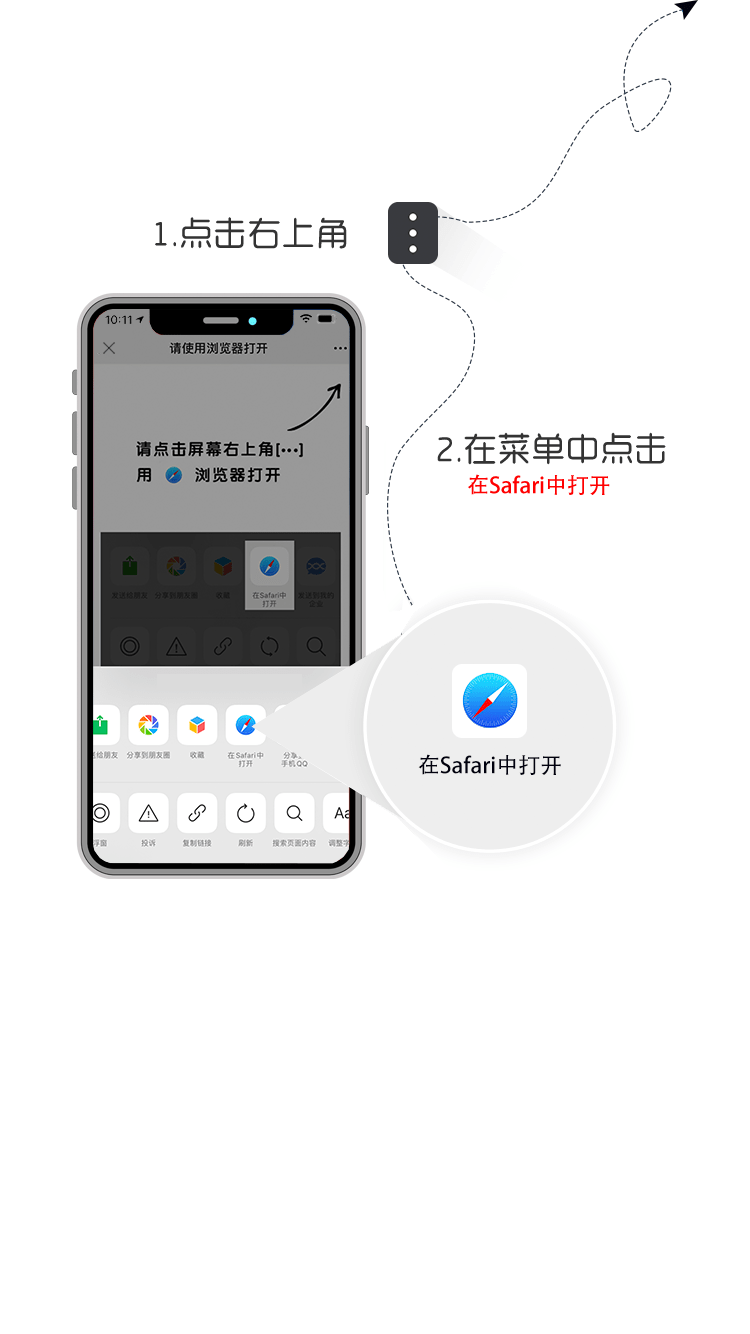 1.点击右上角
10:11
请使用浏览器打开
请点击屏幕右上角[···]
用 浏览器打开
2.在菜单中点击
在Safari中打开
发送给朋友 分享到朋友圈 收藏 在Safari中 发送到我的
打开 企业
在Safari中打开
送给朋友 分享到朋友圈 收藏 在Safari中 分享
打开 手机QQ
浮窗 投诉 复制链接 刷新 搜索页面内容 调整字
Aa